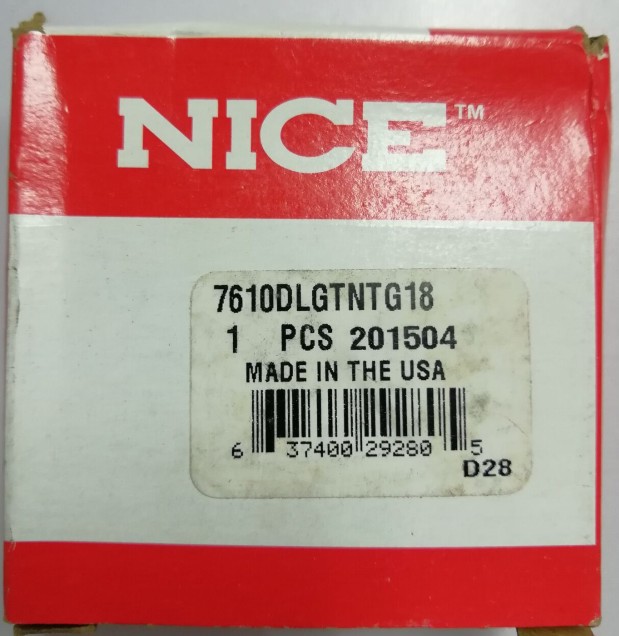 NICE™
7610DLGTNTG18
1 PCS 201504
MADE IN THE USA
6 37400 29280 5
D28